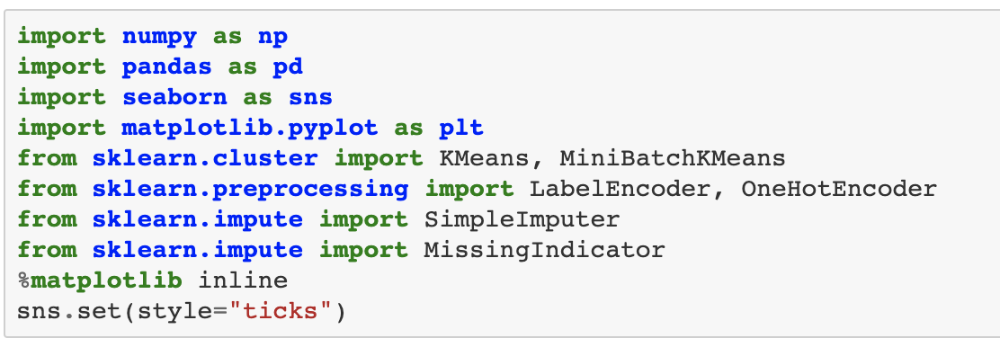 import numpy as np
import pandas as pd
import seaborn as sns
import matplotlib.pyplot as plt
from sklearn.cluster import KMeans, MiniBatchKMeans
from sklearn.preprocessing import LabelEncoder, OneHotEncoder
from sklearn.impute import SimpleImputer
from sklearn.impute import MissingIndicator
%matplotlib inline
sns.set(style="ticks")